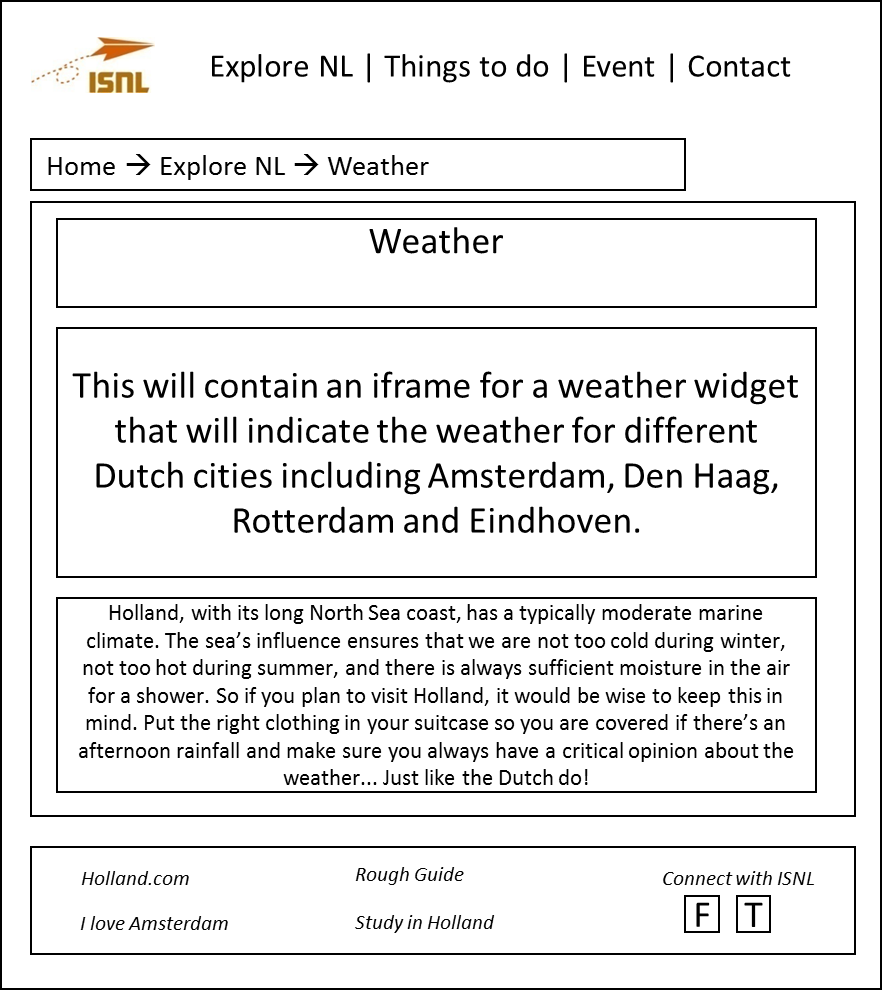 ISNL
Explore NL | Things to do | Event | Contact
Home → Explore NL → Weather
Weather
This will contain an iframe for a weather widget
that will indicate the weather for different
Dutch cities including Amsterdam, Den Haag,
Rotterdam and Eindhoven.
Holland, with its long North Sea coast, has a typically moderate marine
climate. The sea’s influence ensures that we are not too cold during winter,
not too hot during summer, and there is always sufficient moisture in the air
for a shower. So if you plan to visit Holland, it would be wise to keep this in
mind. Put the right clothing in your suitcase so you are covered if there’s an
afternoon rainfall and make sure you always have a critical opinion about the
weather... Just like the Dutch do!
Holland.com
Rough Guide
Connect with ISNL
I love Amsterdam
Study in Holland
F T